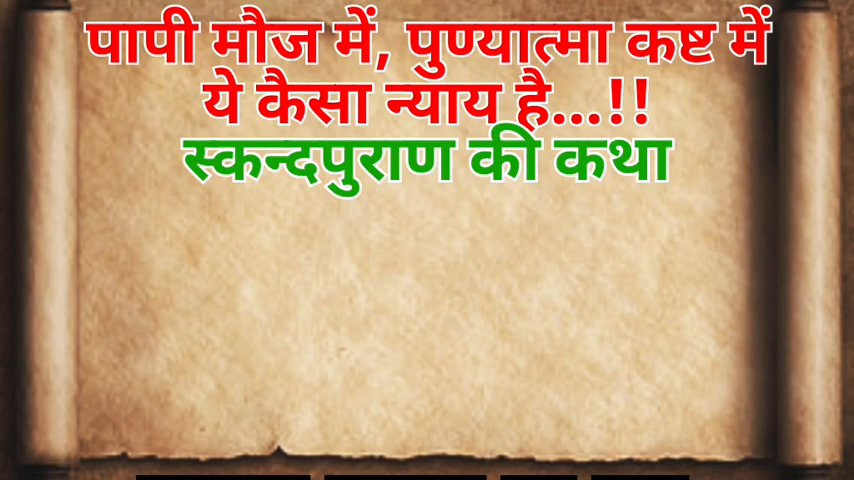 पापी मौज में, पुण्यात्मा कष्ट में
ये कैसा न्याय है...!!
स्कन्दपुराण की कथा